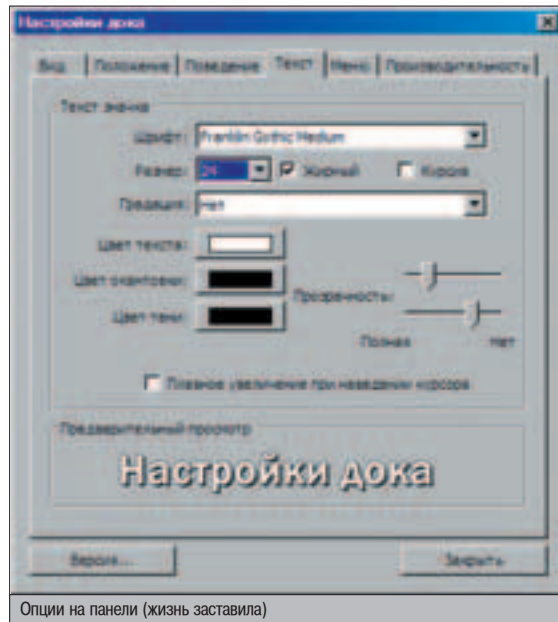 Настройки дока
Вид Положение Поведение Текст Меню Производительность
Текст значка
Шрифт: Franklin Gothic Medium
Размер: 24 Жирный Курсив
Градация: Нет
Цвет текста:
Цвет окантовки:
Прозрачность:
Цвет тени:
Полная Нет
Плавное увеличение при наведении курсора
Предварительный просмотр
Настройки дока
Версия... Закрыть
Опции на панели (жизнь заставила)